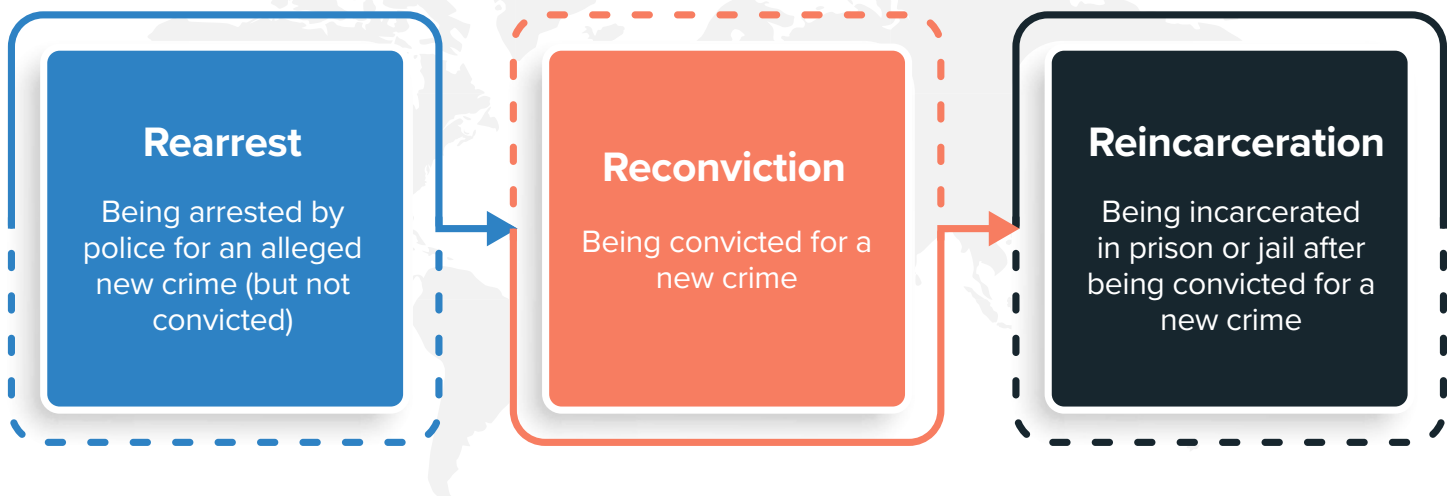 Rearrest
Being arrested by
police for an alleged
new crime (but not
convicted)
Reconviction
Being convicted for a
new crime
Reincarceration
Being incarcerated
in prison or jail after
being convicted for a
new crime